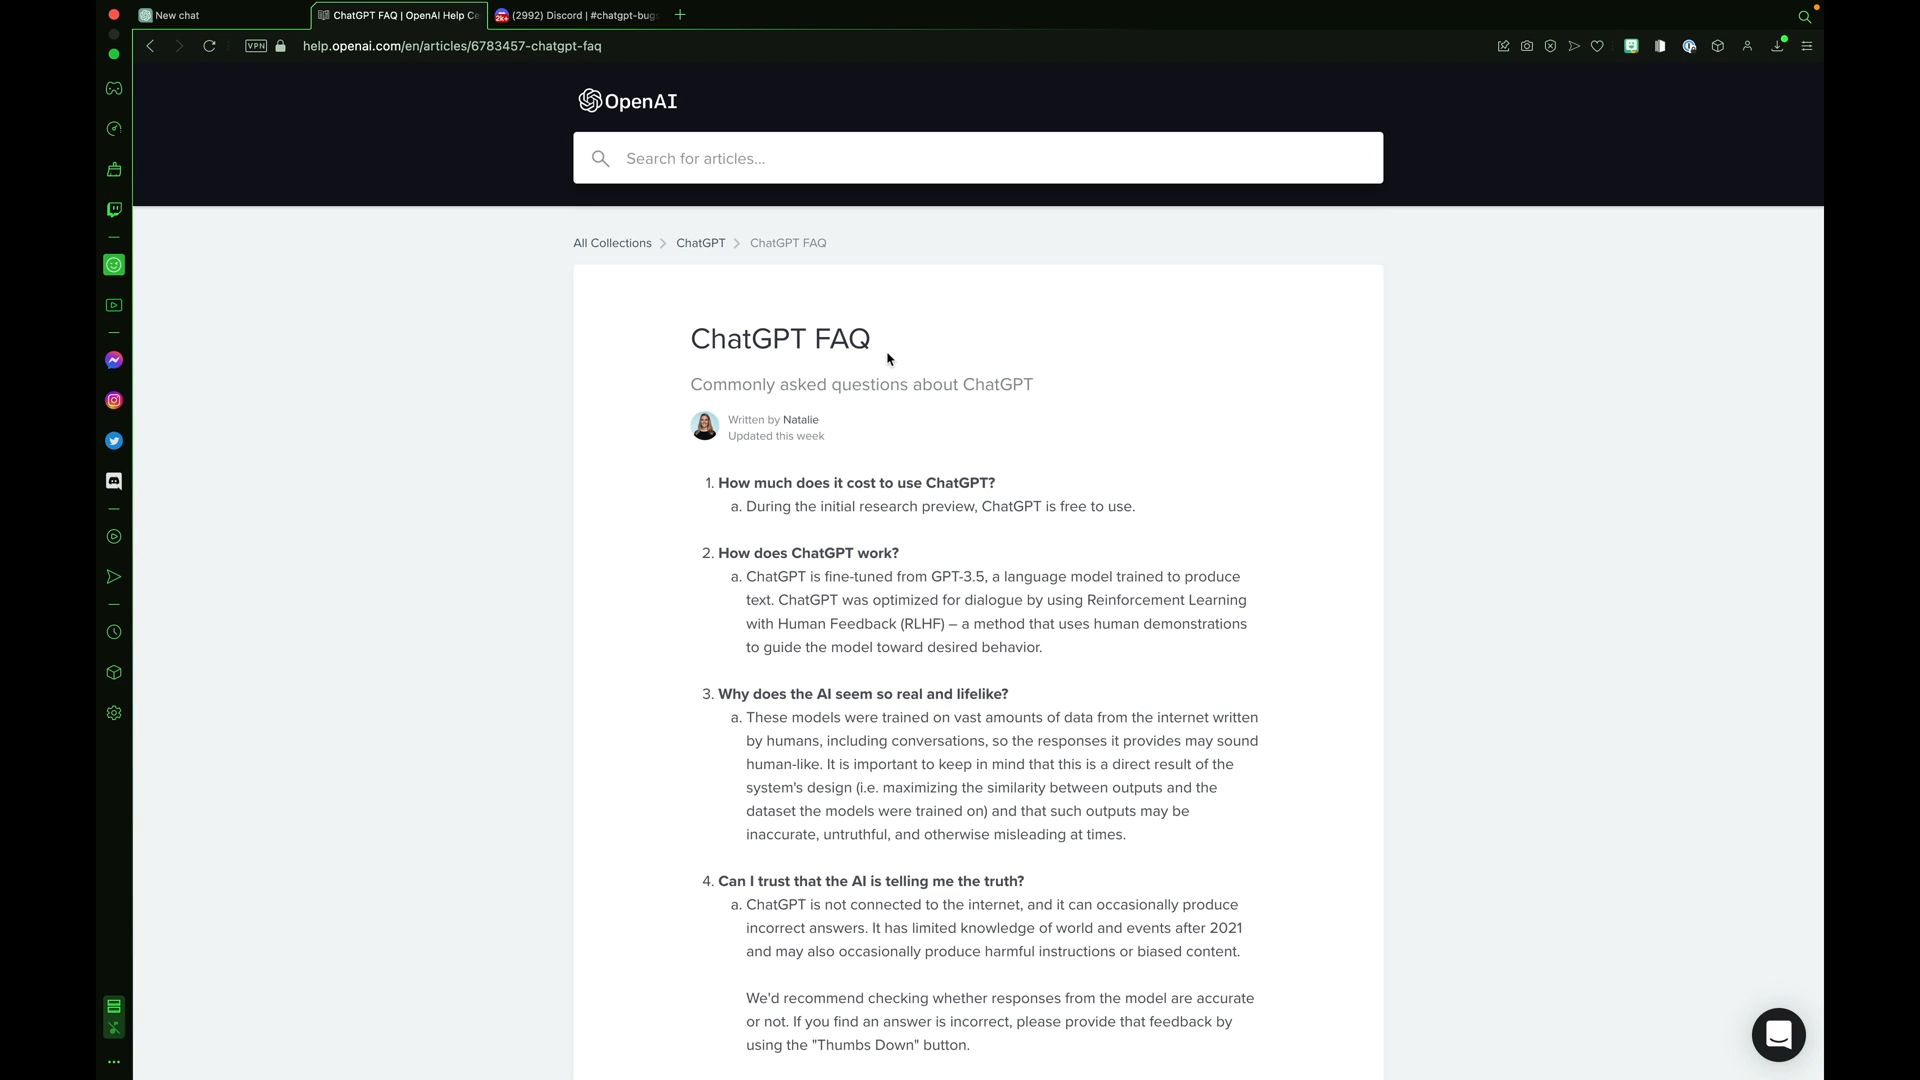 New chat
ChatGPT FAQ | OpenAI Help Ce
2k+
(2992) Discord | #chatgpt-bug
VPN
help.openai.com/en/articles/6783457-chatgpt-faq
OpenAI
Search for articles...
All Collections
ChatGPT
ChatGPT FAQ
ChatGPT FAQ
Commonly asked questions about ChatGPT
Written by Natalie
Updated this week
1. How much does it cost to use ChatGPT?
a. During the initial research preview, ChatGPT is free to use.
2. How does ChatGPT work?
a. ChatGPT is fine-tuned from GPT-3.5, a language model trained to produce
text. ChatGPT was optimized for dialogue by using Reinforcement Learning
with Human Feedback (RLHF) – a method that uses human demonstrations
to guide the model toward desired behavior.
3. Why does the AI seem so real and lifelike?
a. These models were trained on vast amounts of data from the internet written
by humans, including conversations, so the responses it provides may sound
human-like. It is important to keep in mind that this is a direct result of the
system's design (i.e. maximizing the similarity between outputs and the
dataset the models were trained on) and that such outputs may be
inaccurate, untruthful, and otherwise misleading at times.
4. Can I trust that the AI is telling me the truth?
a. ChatGPT is not connected to the internet, and it can occasionally produce
incorrect answers. It has limited knowledge of world and events after 2021
and may also occasionally produce harmful instructions or biased content.
We'd recommend checking whether responses from the model are accurate
or not. If you find an answer is incorrect, please provide that feedback by
using the "Thumbs Down" button.